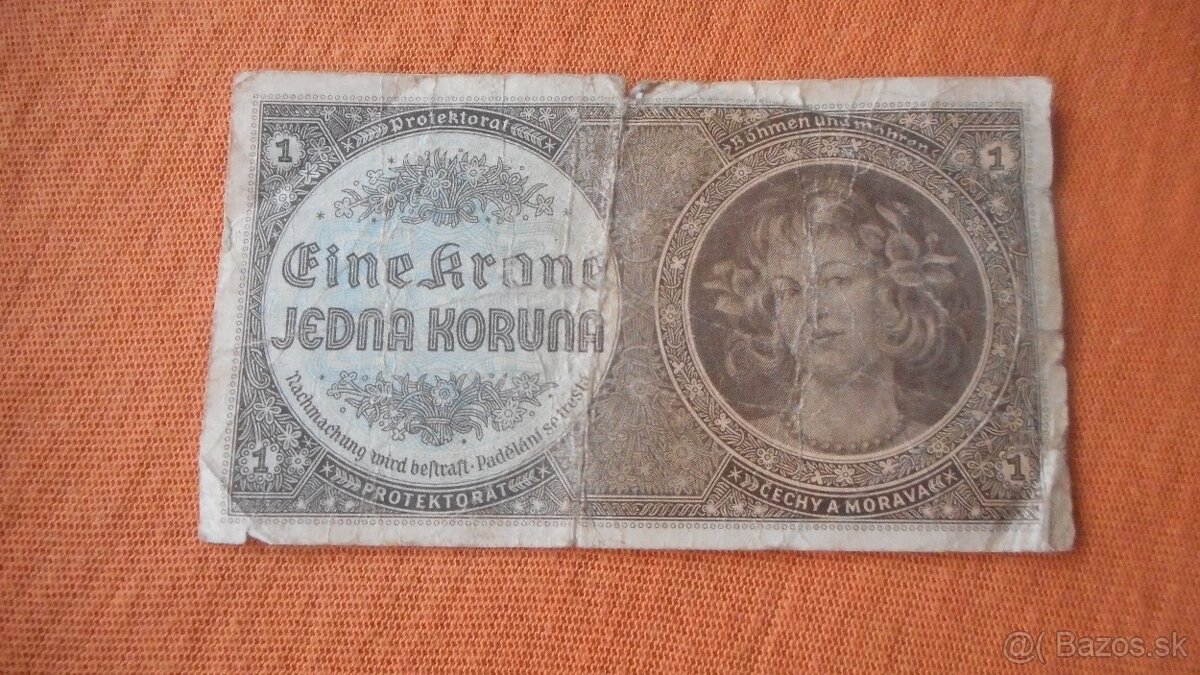 1
Protektorat
Böhmen und Mähren
1
Eine Krone
JEDNA KORUNA
Nachmachung wird bestraft · Padělání se trestá
1
PROTEKTORÁT
ČECHY A MORAVA
1
@( Bazos.sk